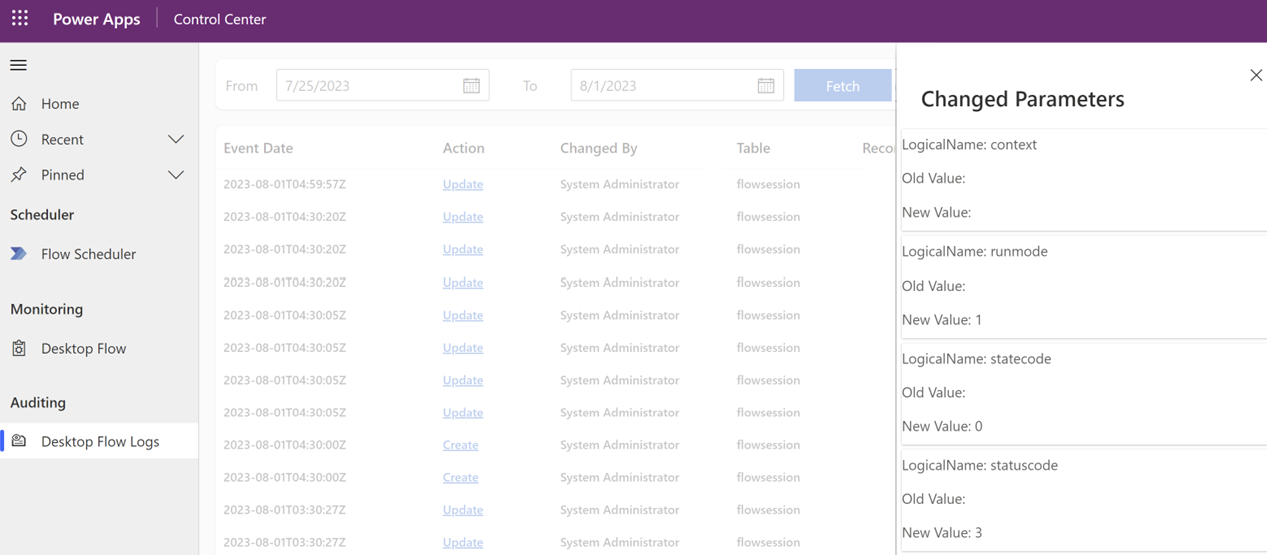 Power Apps Control Center
Home
Recent
Pinned
Scheduler
Flow Scheduler
Monitoring
Desktop Flow
Auditing
Desktop Flow Logs
From 7/25/2023 To 8/1/2023 Fetch
Event Date Action Changed By Table Recor
2023-08-01T04:59:57Z Update System Administrator flowsession
2023-08-01T04:30:20Z Update System Administrator flowsession
2023-08-01T04:30:20Z Update System Administrator flowsession
2023-08-01T04:30:20Z Update System Administrator flowsession
2023-08-01T04:30:05Z Update System Administrator flowsession
2023-08-01T04:30:05Z Update System Administrator flowsession
2023-08-01T04:30:05Z Update System Administrator flowsession
2023-08-01T04:30:05Z Update System Administrator flowsession
2023-08-01T04:30:00Z Create System Administrator flowsession
2023-08-01T04:30:00Z Create System Administrator flowsession
2023-08-01T03:30:27Z Update System Administrator flowsession
2023-08-01T03:30:27Z Update System Administrator flowsession
Changed Parameters
LogicalName: context
Old Value:
New Value:
LogicalName: runmode
Old Value:
New Value: 1
LogicalName: statecode
Old Value:
New Value: 0
LogicalName: statuscode
Old Value:
New Value: 3